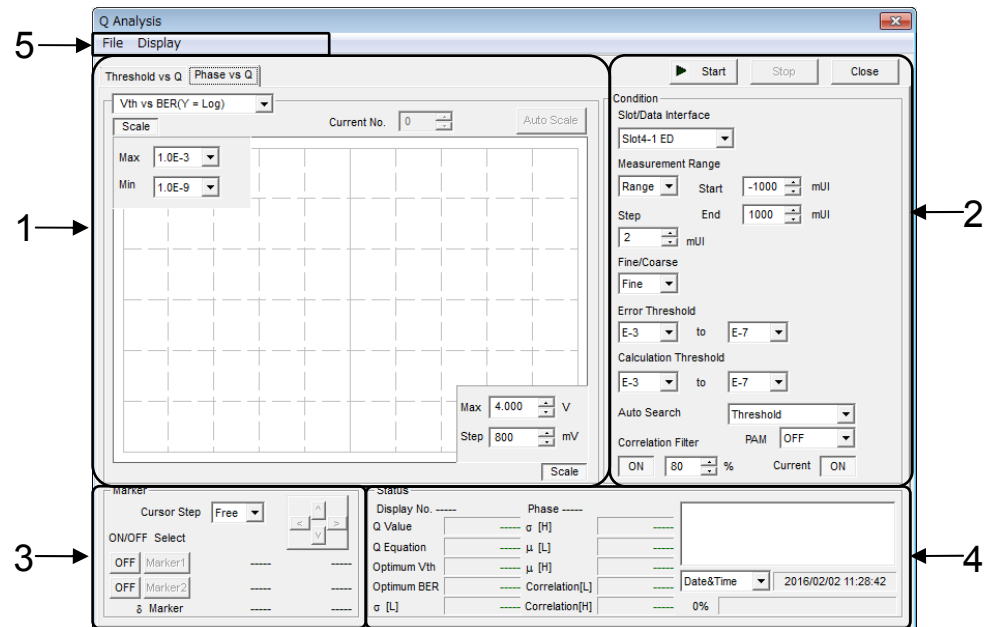 Q Analysis
5
File Display
Threshold vs Q Phase vs Q
Start Stop Close
Vth vs BER(Y = Log)
Scale Current No. 0 Auto Scale
Max 1.0E-3
Min 1.0E-9
1
Max 4.000 V
Step 800 mV
Scale
Condition
Slot/Data Interface
Slot4-1 ED
Measurement Range
Range Start -1000 mUI
Step End 1000 mUI
2 mUI
2
Fine/Coarse
Fine
Error Threshold
E-3 to E-7
Calculation Threshold
E-3 to E-7
Auto Search Threshold
Correlation Filter PAM OFF
ON 80 % Current ON
Marker
Cursor Step Free
^
< >
v
ON/OFF Select
3
OFF Marker1 ----- -----
OFF Marker2 ----- -----
δ Marker ----- -----
Status
Display No. ----- Phase -----
Q Value ----- σ [H] -----
Q Equation ----- μ [L] -----
Optimum Vth ----- μ [H] -----
Optimum BER ----- Correlation[L] -----
σ [L] ----- Correlation[H] -----
Date&Time 2016/02/02 11:28:42
0%
4